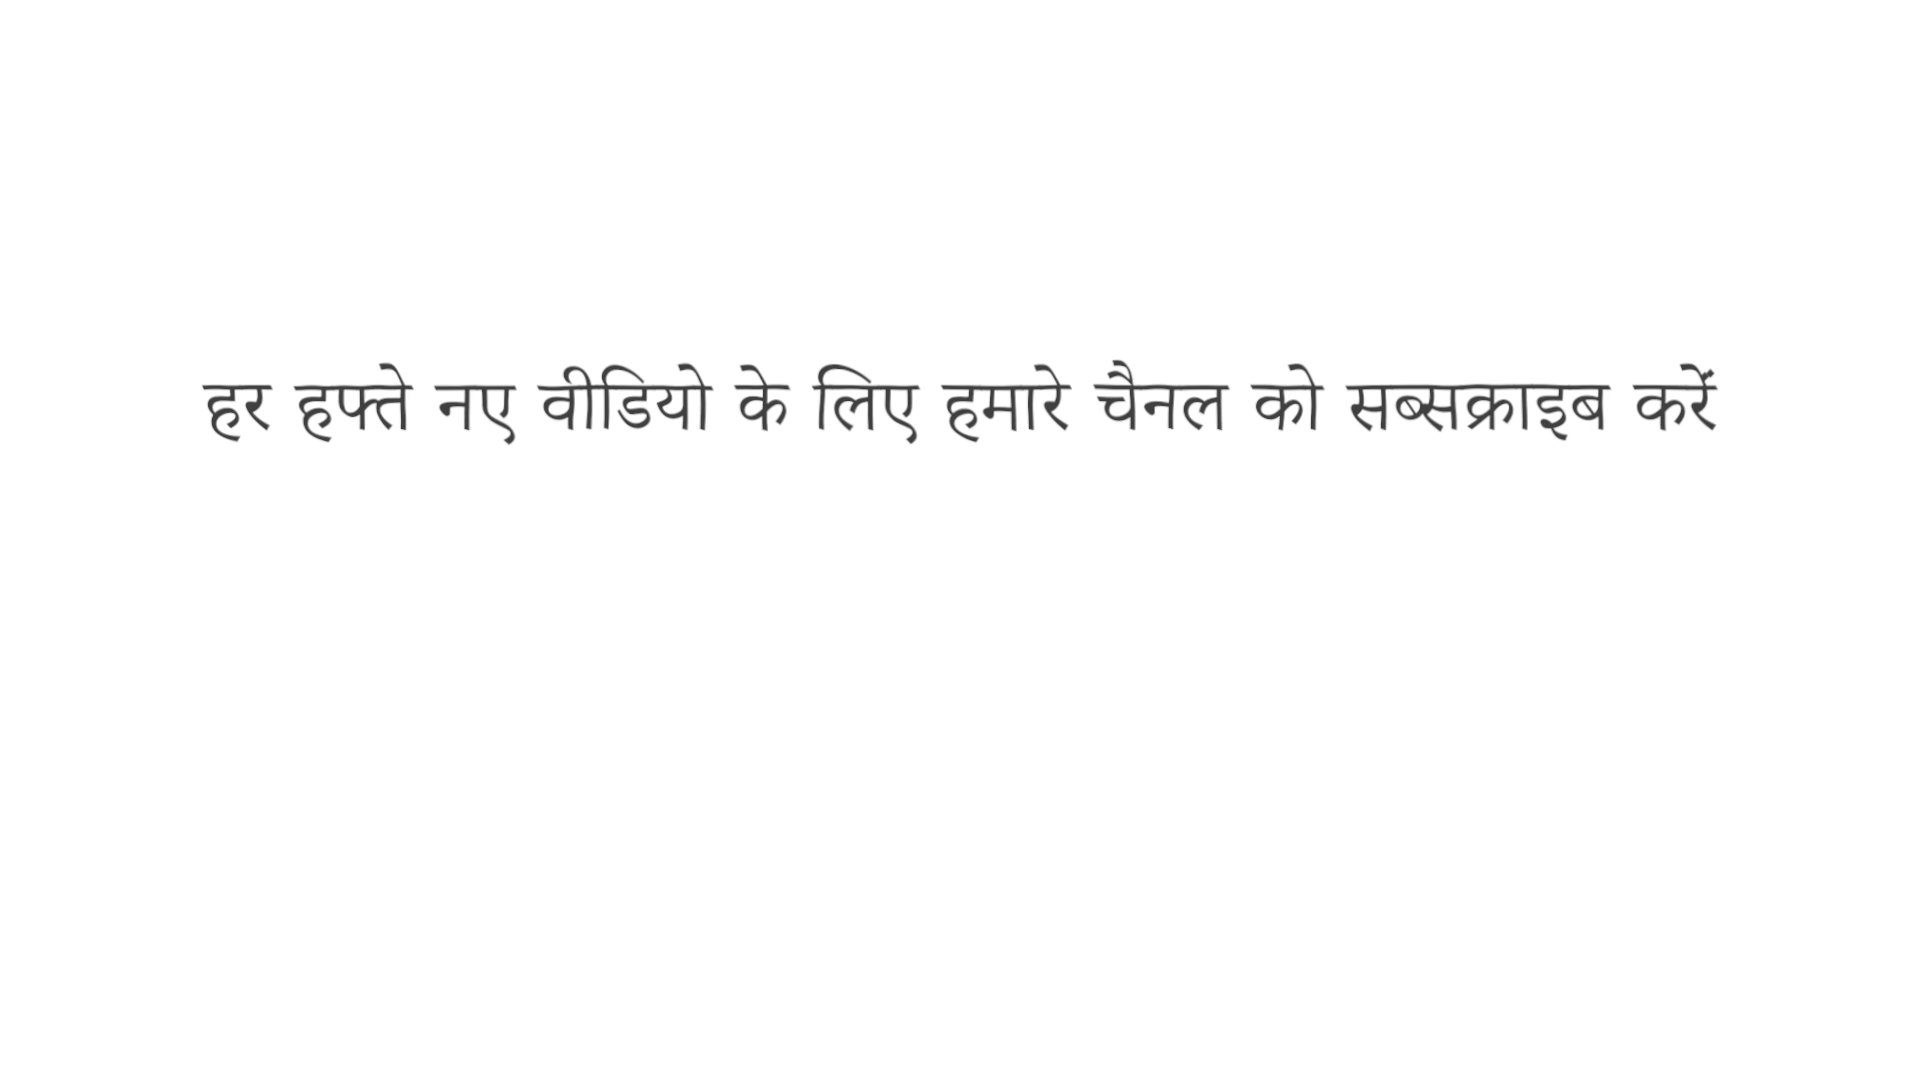 हर हफ्ते नए वीडियो के लिए हमारे चैनल को सब्सक्राइब करें